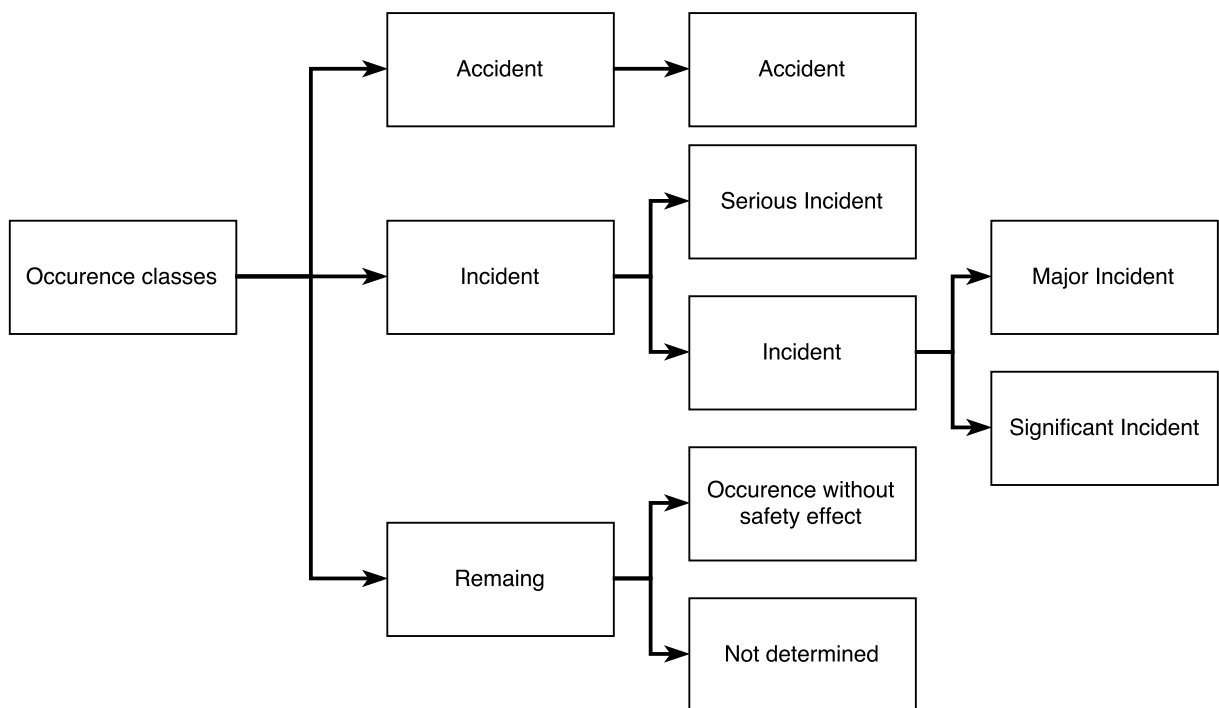 Accident
Accident
Serious Incident
Occurence classes
Incident
Major Incident
Incident
Significant Incident
Occurence without
safety effect
Remaing
Not determined